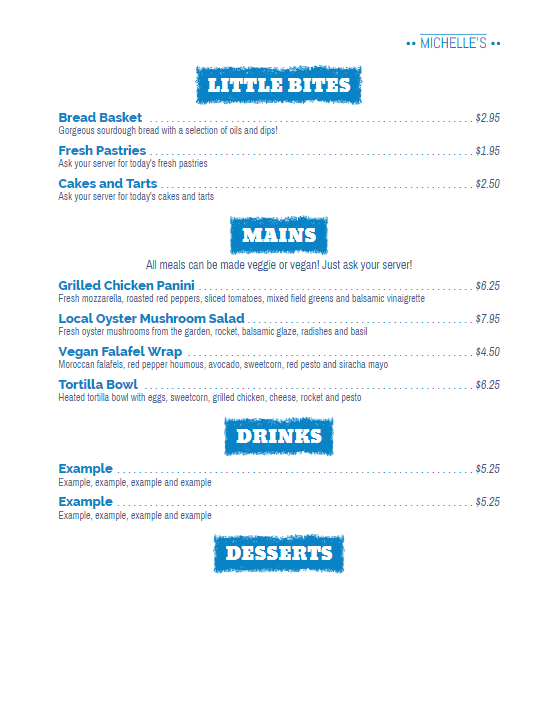 •• MICHELLE'S ••
LITTLE BITES
Bread Basket ........................................ $2.95
Gorgeous sourdough bread with a selection of oils and dips!
Fresh Pastries ........................................ $1.95
Ask your server for today's fresh pastries
Cakes and Tarts ........................................ $2.50
Ask your server for today's cakes and tarts
MAINS
All meals can be made veggie or vegan! Just ask your server!
Grilled Chicken Panini ........................................ $6.25
Fresh mozzarella, roasted red peppers, sliced tomatoes, mixed field greens and balsamic vinaigrette
Local Oyster Mushroom Salad ........................................ $7.95
Fresh oyster mushrooms from the garden, rocket, balsamic glaze, radishes and basil
Vegan Falafel Wrap ........................................ $4.50
Moroccan falafels, red pepper houmous, avocado, sweetcorn, red pesto and siracha mayo
Tortilla Bowl ........................................ $6.25
Heated tortilla bowl with eggs, sweetcorn, grilled chicken, cheese, rocket and pesto
DRINKS
Example ........................................ $5.25
Example, example, example and example
Example ........................................ $5.25
Example, example, example and example
DESSERTS